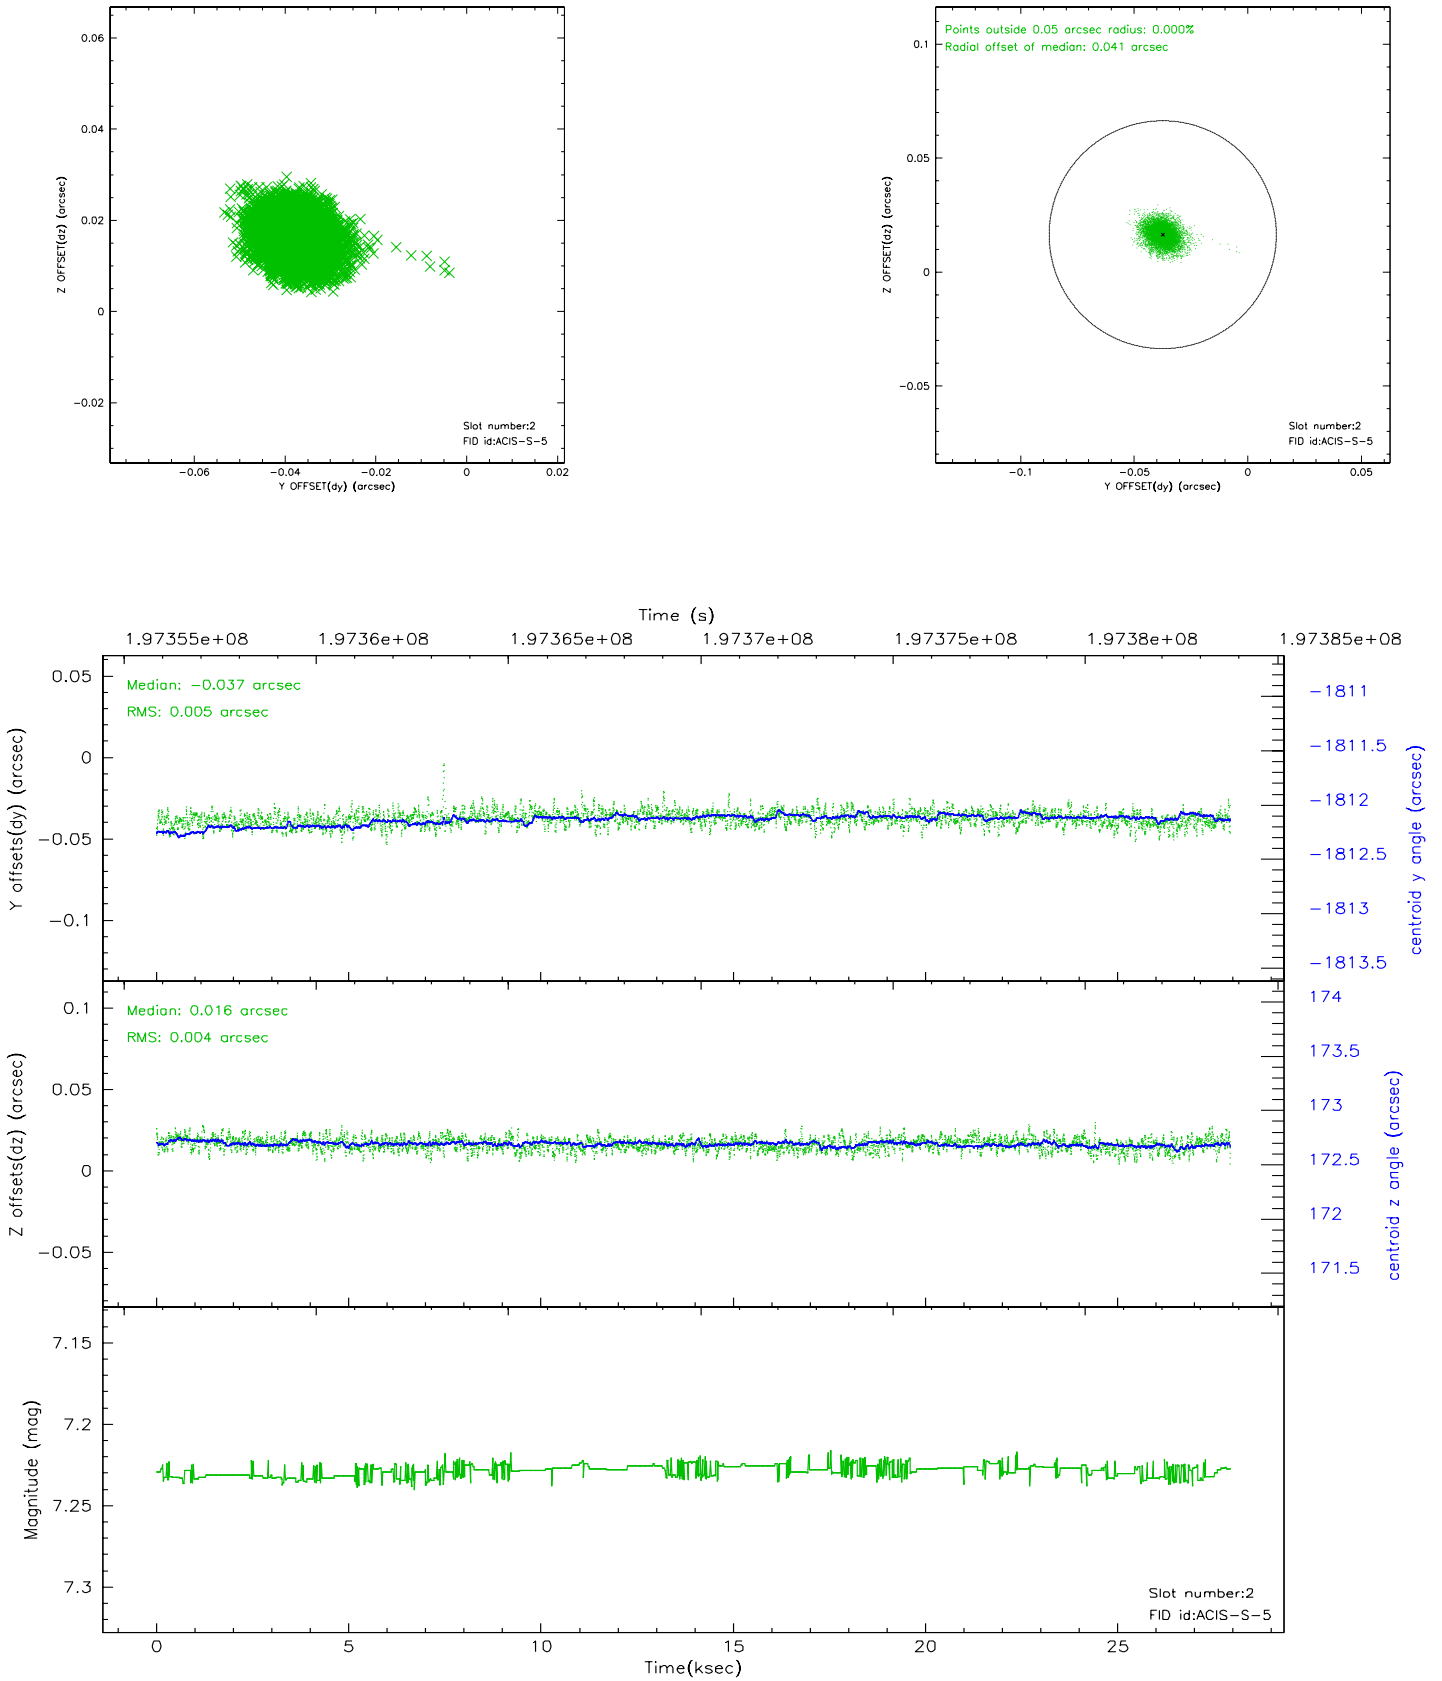 0.06
0.04
0.02
0
-0.02
Z OFFSET(dz) (arcsec)
-0.06
-0.04
-0.02
0
0.02
Y OFFSET(dy) (arcsec)
Slot number:2
FID id:ACIS-S-5
Points outside 0.05 arcsec radius: 0.000%
Radial offset of median: 0.041 arcsec
0.1
0.05
0
-0.05
Z OFFSET(dz) (arcsec)
-0.1
-0.05
0
0.05
Y OFFSET(dy) (arcsec)
Slot number:2
FID id:ACIS-S-5
Time (s)
1.97355e+08
1.9736e+08
1.97365e+08
1.9737e+08
1.97375e+08
1.9738e+08
1.97385e+08
Median: -0.037 arcsec
RMS: 0.005 arcsec
0.05
0
-0.05
-0.1
Y offsets(dy) (arcsec)
-1811
-1811.5
-1812
-1812.5
-1813
-1813.5
centroid y angle (arcsec)
Median: 0.016 arcsec
RMS: 0.004 arcsec
0.1
0.05
0
-0.05
Z offsets(dz) (arcsec)
174
173.5
173
172.5
172
171.5
centroid z angle (arcsec)
7.15
7.2
7.25
7.3
Magnitude (mag)
Slot number:2
FID id:ACIS-S-5
0
5
10
15
20
25
Time(ksec)